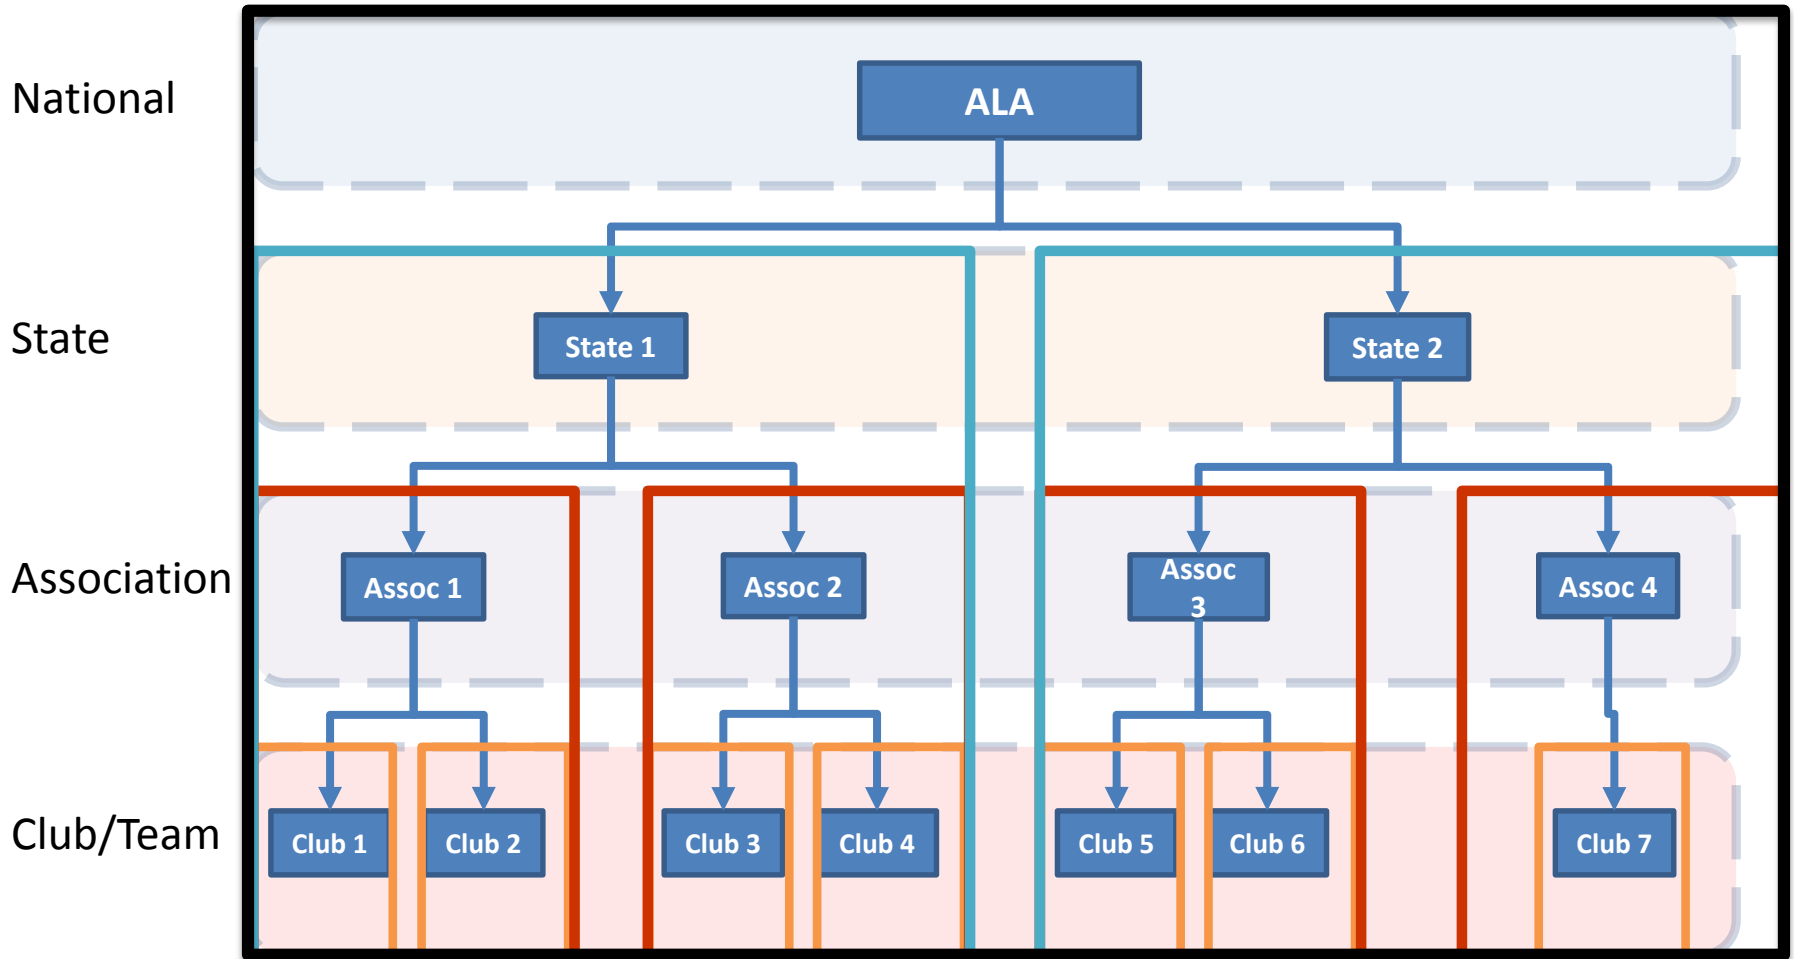 National
ALA
State
State 1
State 2
Association
Assoc 1
Assoc 2
Assoc
3
Assoc 4
Club/Team
Club 1
Club 2
Club 3
Club 4
Club 5
Club 6
Club 7